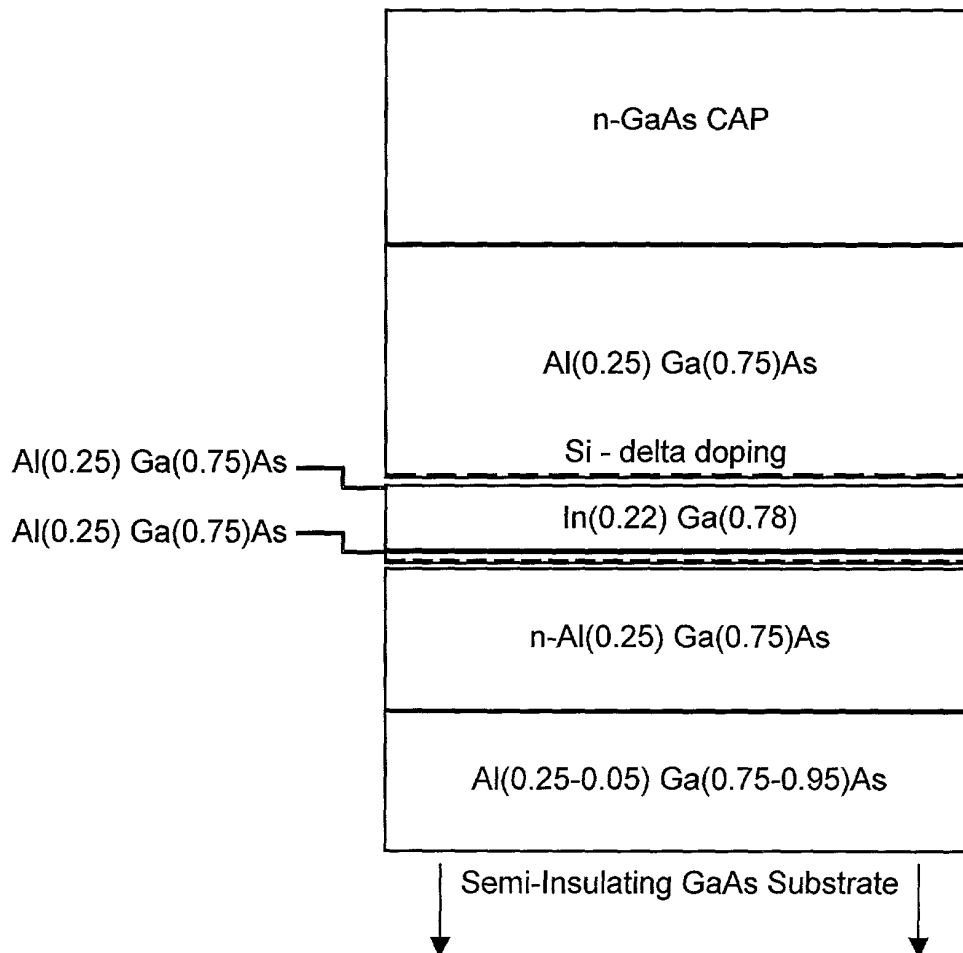 n-GaAs CAP
Al(0.25) Ga(0.75)As
Si - delta doping
Al(0.25) Ga(0.75)As
In(0.22) Ga(0.78)
Al(0.25) Ga(0.75)As
n-Al(0.25) Ga(0.75)As
Al(0.25-0.05) Ga(0.75-0.95)As
Semi-Insulating GaAs Substrate